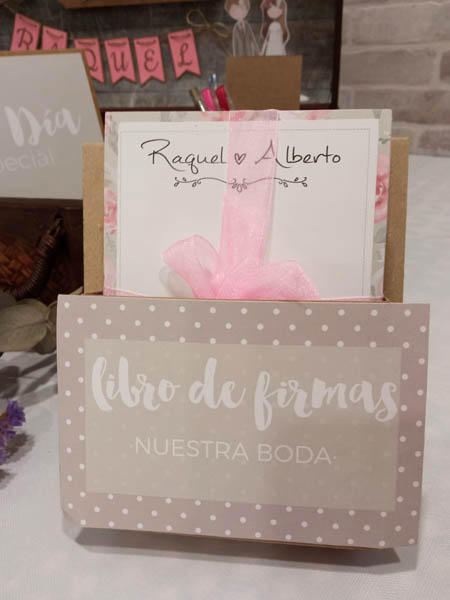 RAQUEL
Día
especial
Raquel ♥ Alberto
libro de firmas
·NUESTRA BODA·